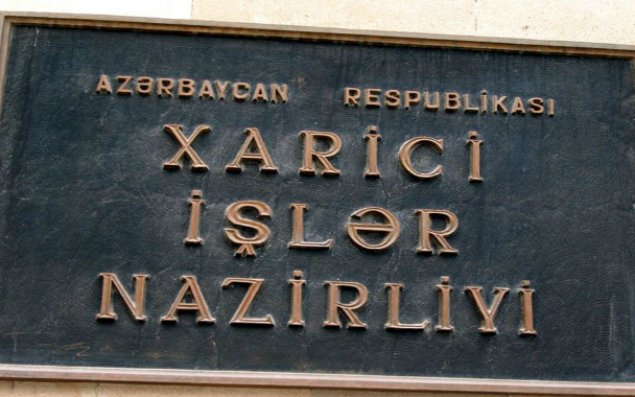 AZƏRBAYCAN RESPUBLİKASI
XARİCİ
İŞLƏR
NAZİRLİYİ